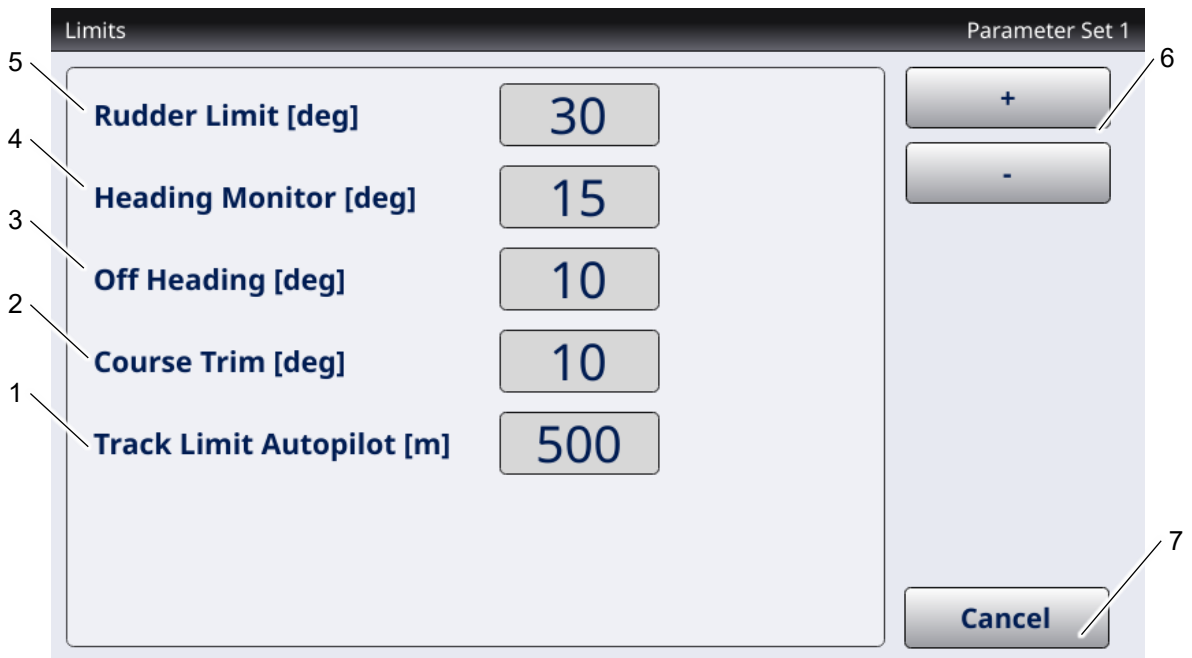 Limits Parameter Set 1
5 6
Rudder Limit [deg] 30 +
4
Heading Monitor [deg] 15 -
3
Off Heading [deg] 10
2
Course Trim [deg] 10
1
Track Limit Autopilot [m] 500
7
Cancel